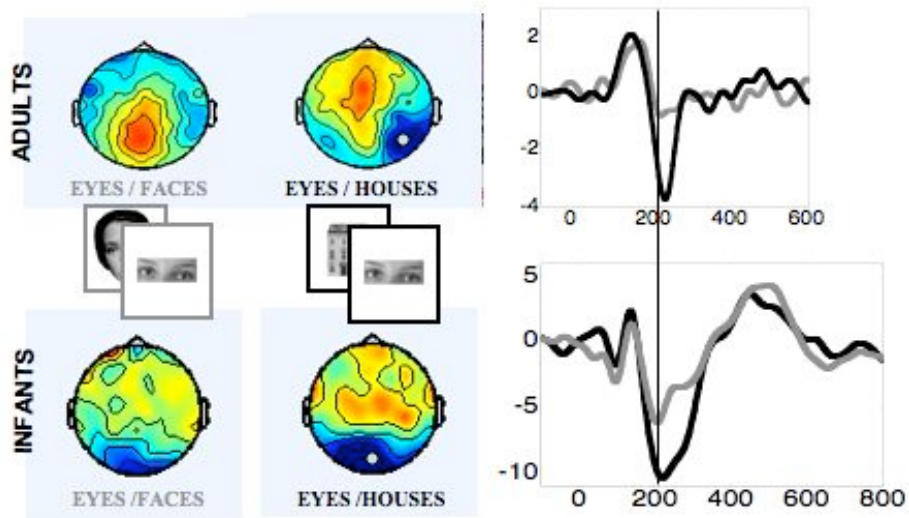 ADULTS
EYES / FACES
EYES / HOUSES
2
0
-2
-4
0
200
400
600
INFANTS
EYES /FACES
EYES /HOUSES
5
0
-5
-10
0
200
400
600
800